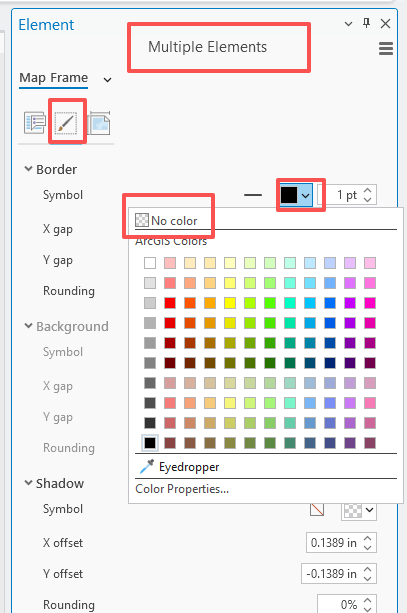 Element
Multiple Elements
Map Frame
Border
Symbol
1 pt
No color
X gap
ArcGIS Colors
Y gap
Rounding
Background
Symbol
X gap
Y gap
Rounding
Eyedropper
Shadow
Color Properties...
Symbol
X offset
0.1389 in
Y offset
-0.1389 in
Rounding
0%